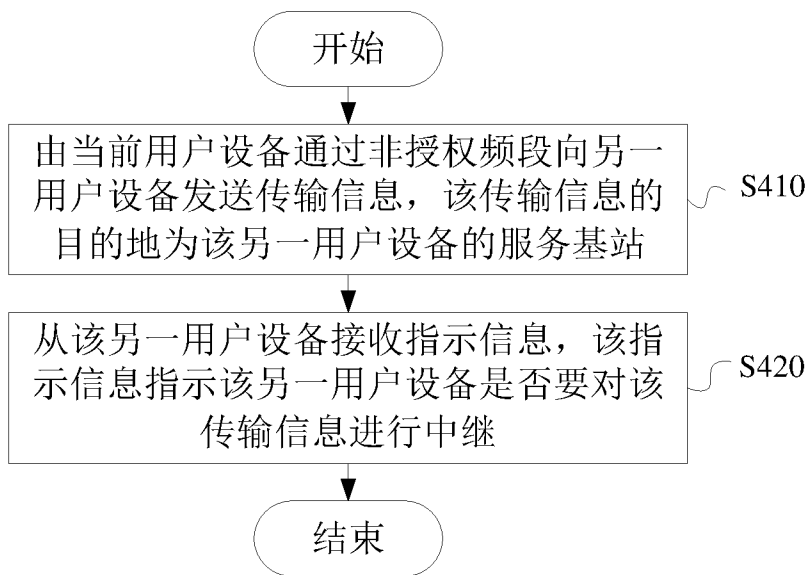 开始
由当前用户设备通过非授权频段向另一
用户设备发送传输信息，该传输信息的
目的地为该另一用户设备的服务基站
S410
从该另一用户设备接收指示信息，该指
示信息指示该另一用户设备是否要对该
传输信息进行中继
S420
结束